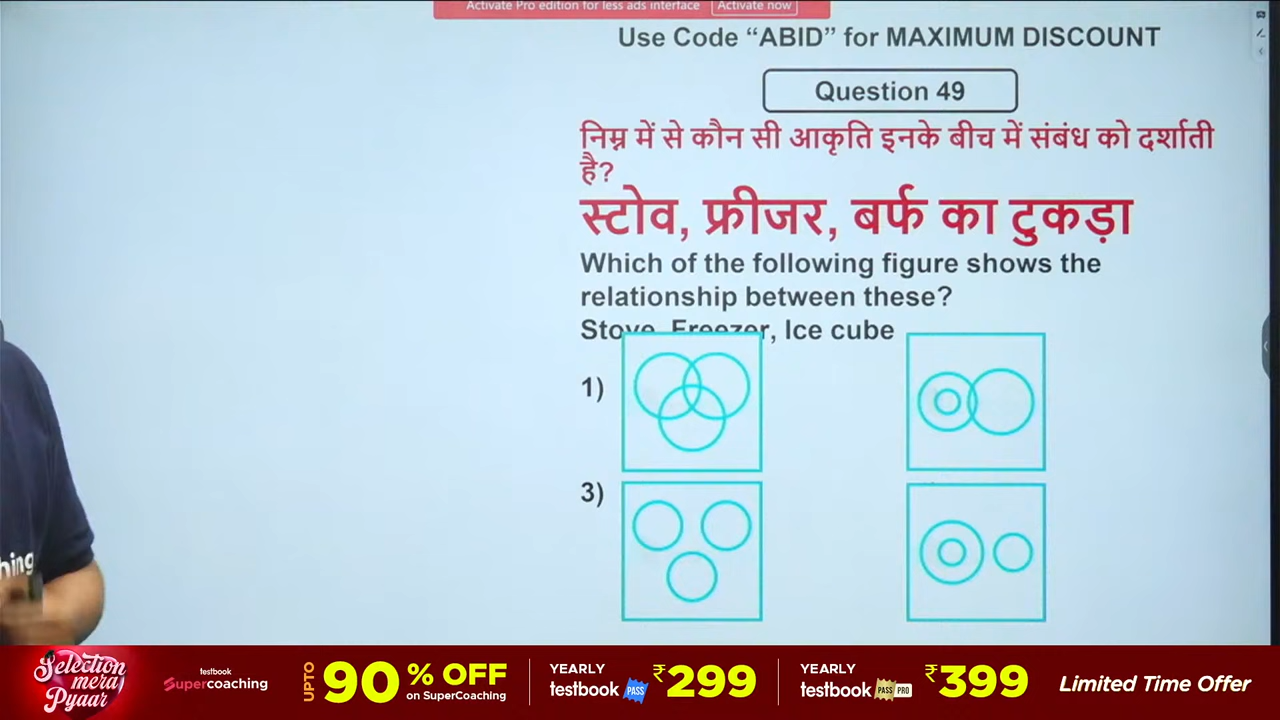 Activate Pro edition for less ads interface Activate now
Use Code “ABID” for MAXIMUM DISCOUNT
Question 49
निम्न में से कौन सी आकृति इनके बीच में संबंध को दर्शाती
है?
स्टोव, फ्रीजर, बर्फ का टुकड़ा
Which of the following figure shows the
relationship between these?
Stove, Freezer, Ice cube
1)
3)
hing
Selection
mera
Pyaar
testbook
Supercoaching
UPTO 90% OFF
on SuperCoaching
YEARLY
testbook PASS
₹299
YEARLY
testbook PASS PRO
₹399
Limited Time Offer